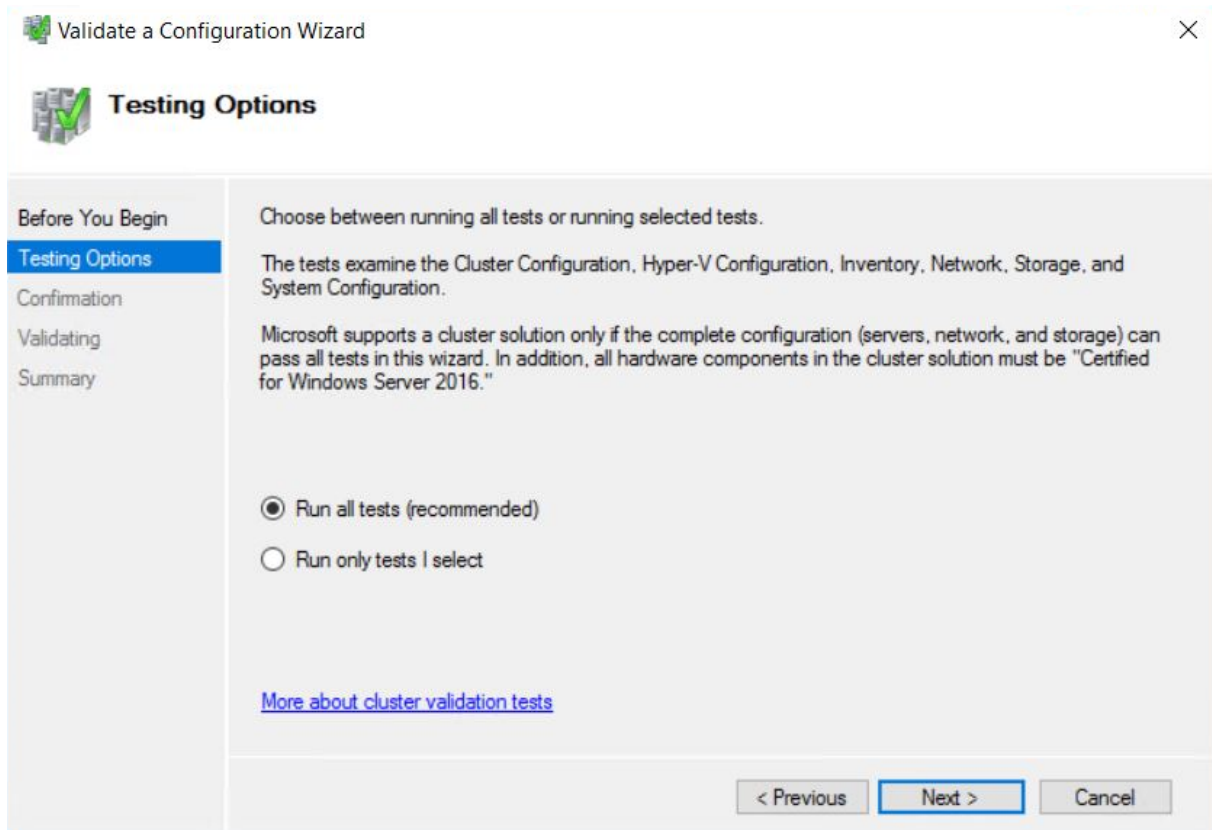 Validate a Configuration Wizard
Testing Options
Before You Begin
Testing Options
Confirmation
Validating
Summary
Choose between running all tests or running selected tests.
The tests examine the Cluster Configuration, Hyper-V Configuration, Inventory, Network, Storage, and
System Configuration.
Microsoft supports a cluster solution only if the complete configuration (servers, network, and storage) can
pass all tests in this wizard. In addition, all hardware components in the cluster solution must be "Certified
for Windows Server 2016."
Run all tests (recommended)
Run only tests I select
More about cluster validation tests
< Previous
Next >
Cancel